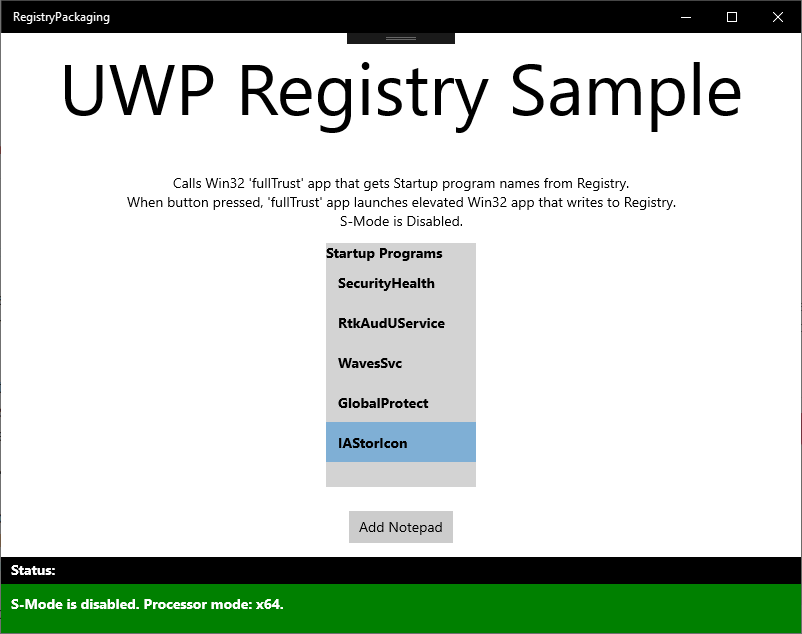 RegistryPackaging
UWP Registry Sample
Calls Win32 'fullTrust' app that gets Startup program names from Registry.
When button pressed, 'fullTrust' app launches elevated Win32 app that writes to Registry.
S-Mode is Disabled.
Startup Programs
SecurityHealth
RtkAudUService
WavesSvc
GlobalProtect
IAStorIcon
Add Notepad
Status:
S-Mode is disabled. Processor mode: x64.